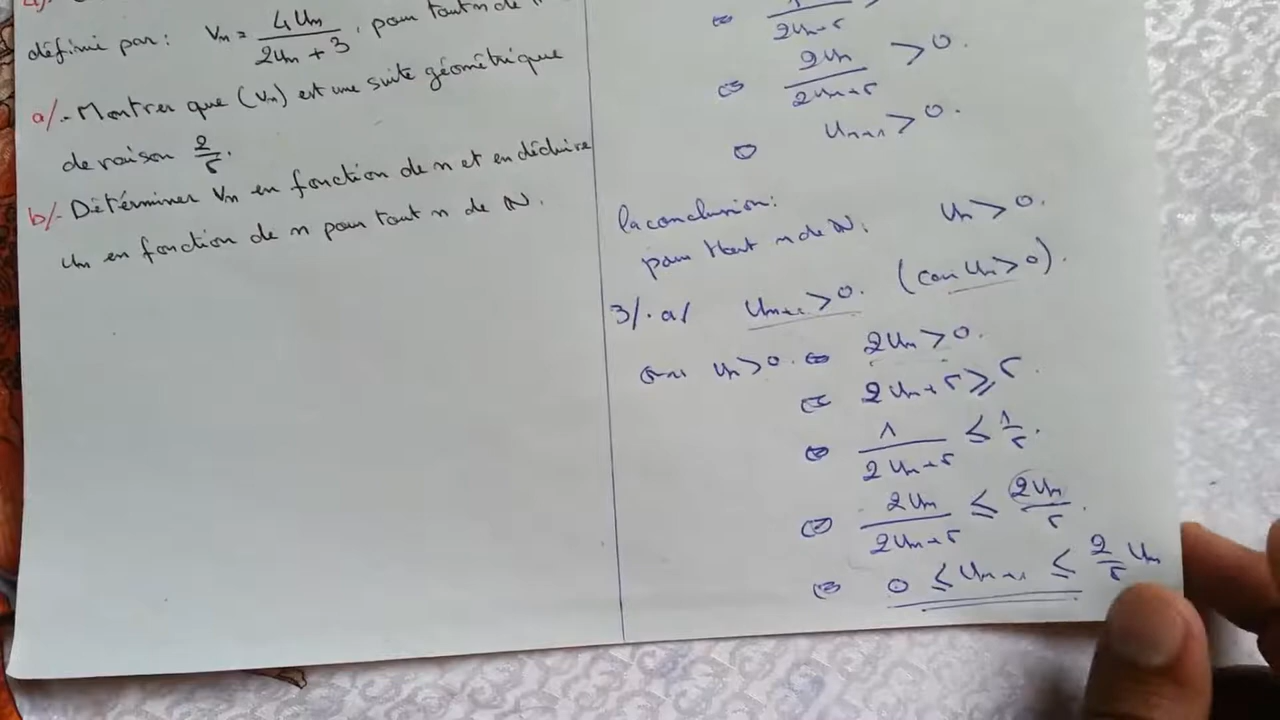 définie par : Vn = 4Un / 2Un + 3 , pour tout n de
a/- Montrer que (Vn) est une suite géométrique
de raison 2/5.
b/- Déterminer Vn en fonction de n et en déduire
Un en fonction de n pour tout n de ℕ.
⇔ 1 / 2Un+5 >
⇔ 2Un / 2Un+5 > 0.
⇔ Un+1 > 0.
la conclusion :
pour tout n de ℕ. Un > 0.
3/. a/ Un+1 > 0. (car Un > 0).
on a Un > 0. ⇔ 2Un > 0.
⇔ 2Un + 5 ≥ 5.
⇔ 1 / 2Un+5 ≤ 1/5.
⇔ 2Un / 2Un+5 ≤ 2Un / 5.
⇔ 0 ≤ Un+1 ≤ 2/5 Un